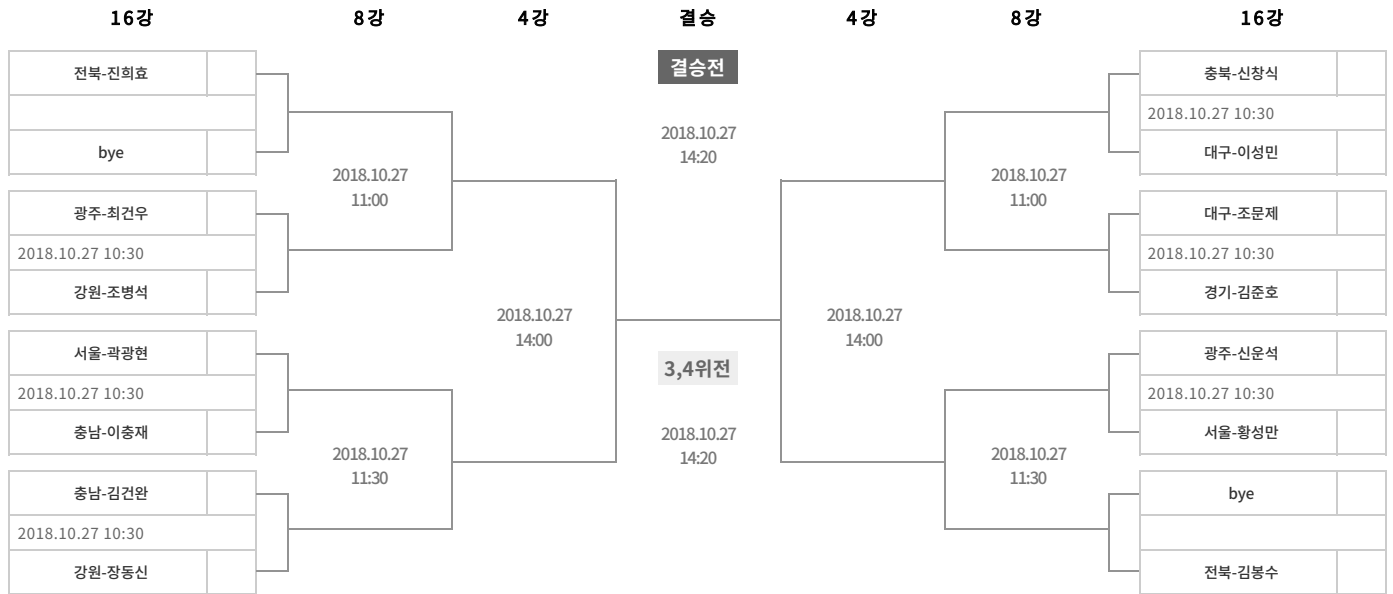 16강 8강 4강 결승 4강 8강 16강
결승전
2018.10.27
14:20
3,4위전
2018.10.27
14:20
전북-진희효
bye
광주-최건우
2018.10.27 10:30
강원-조병석
서울-곽광현
2018.10.27 10:30
충남-이충재
충남-김건완
2018.10.27 10:30
강원-장동신
2018.10.27
11:00
2018.10.27
11:30
2018.10.27
14:00
2018.10.27
14:00
2018.10.27
11:00
2018.10.27
11:30
충북-신창식
2018.10.27 10:30
대구-이성민
대구-조문제
2018.10.27 10:30
경기-김준호
광주-신운석
2018.10.27 10:30
서울-황성만
bye
전북-김봉수